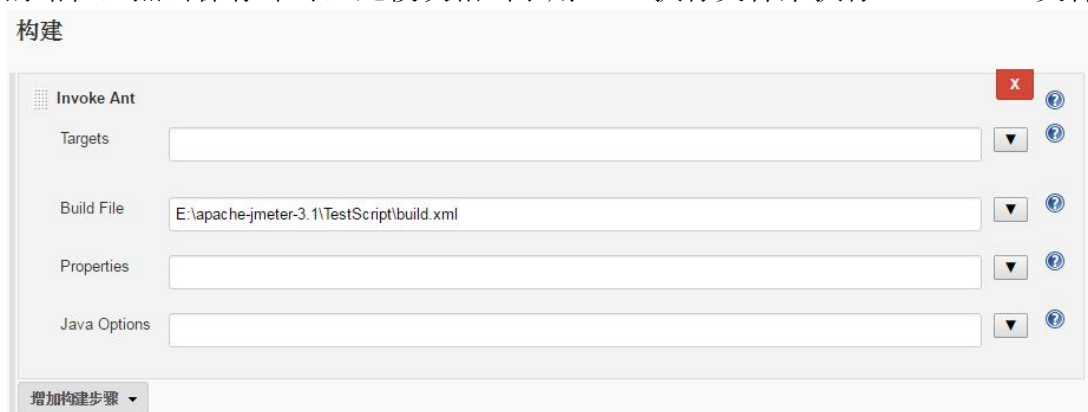 构建
Invoke Ant
X
Targets
Build File
E:\apache-jmeter-3.1\TestScript\build.xml
Properties
Java Options
增加构建步骤